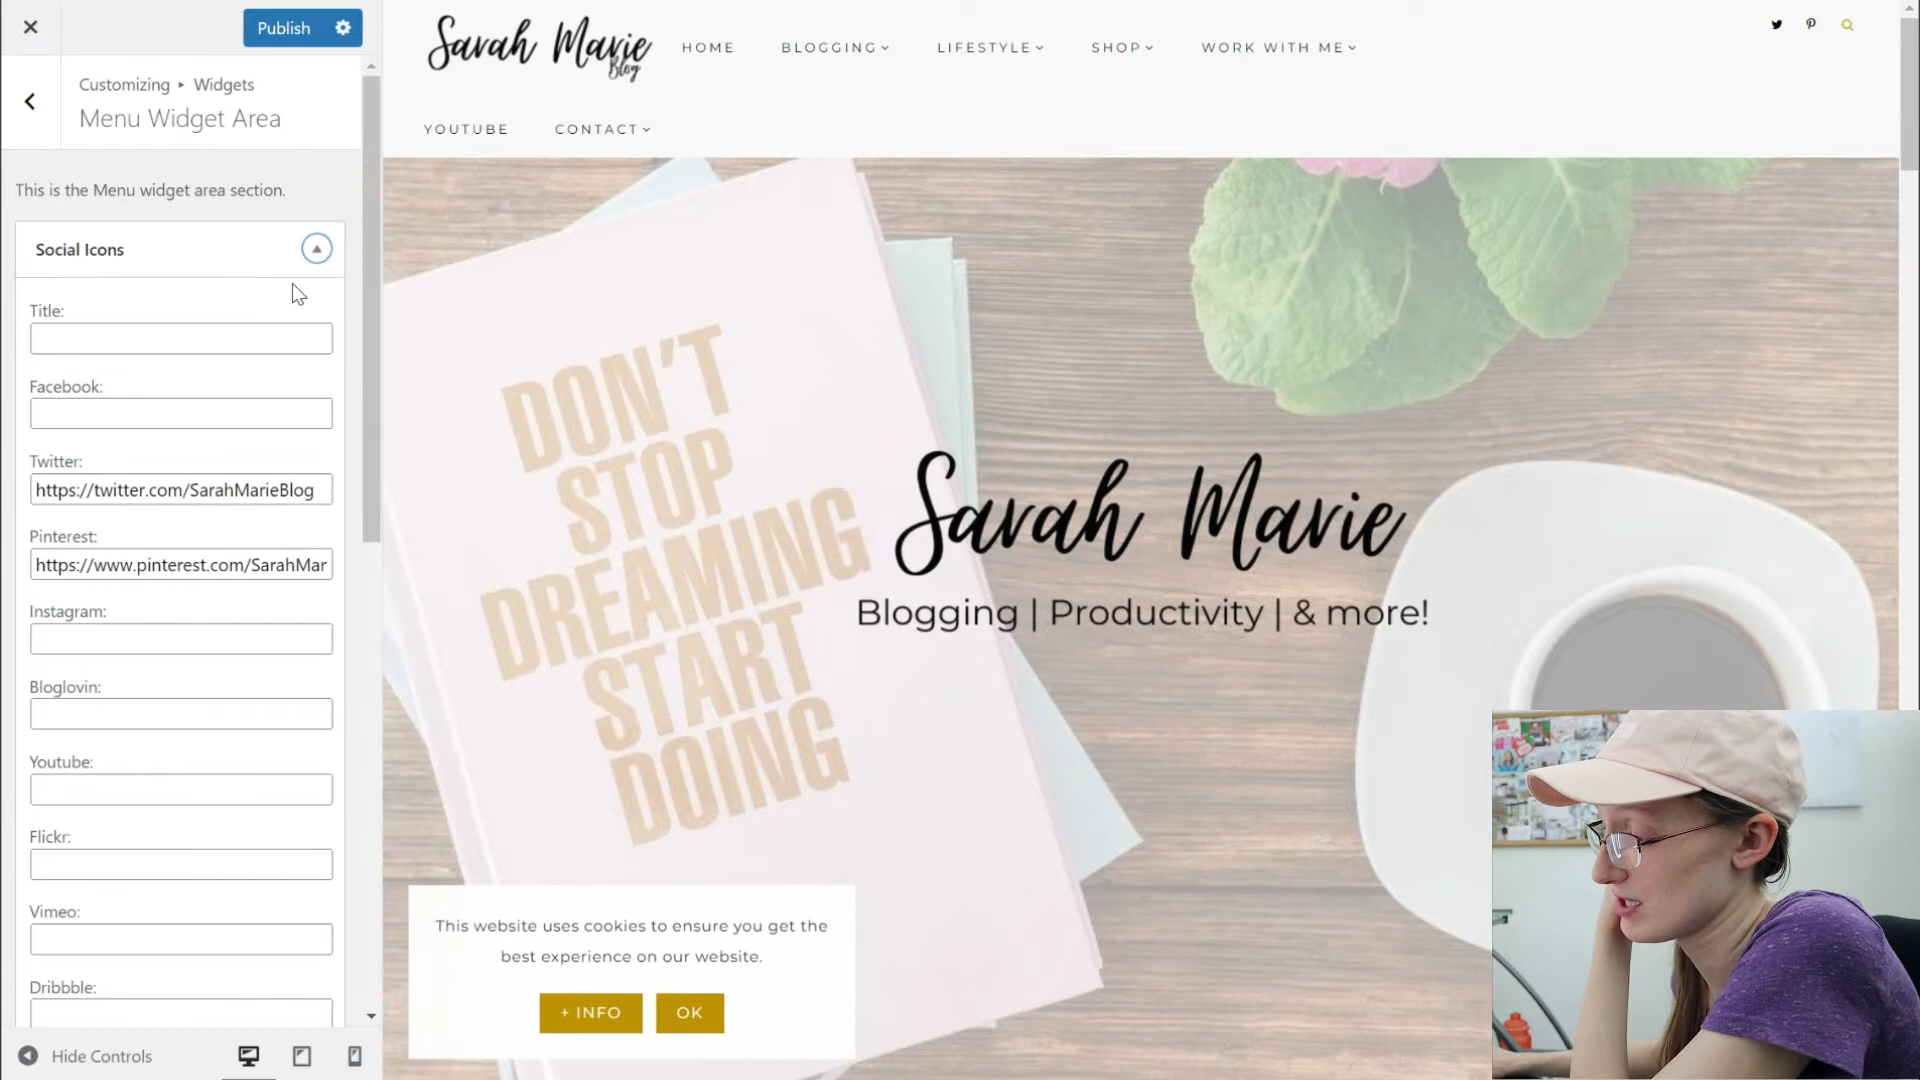 Publish
Customizing ▸ Widgets
Menu Widget Area
This is the Menu widget area section.
Social Icons
Title:
Facebook:
Twitter:
https://twitter.com/SarahMarieBlog
Pinterest:
https://www.pinterest.com/SarahMar
Instagram:
Bloglovin:
Youtube:
Flickr:
Vimeo:
Dribbble:
Hide Controls
Sarah Marie
Blog
HOME
BLOGGING
LIFESTYLE
SHOP
WORK WITH ME
YOUTUBE
CONTACT
DON'T
STOP
DREAMING
START
DOING
Sarah Marie
Blogging | Productivity | & more!
This website uses cookies to ensure you get the
best experience on our website.
+ INFO
OK